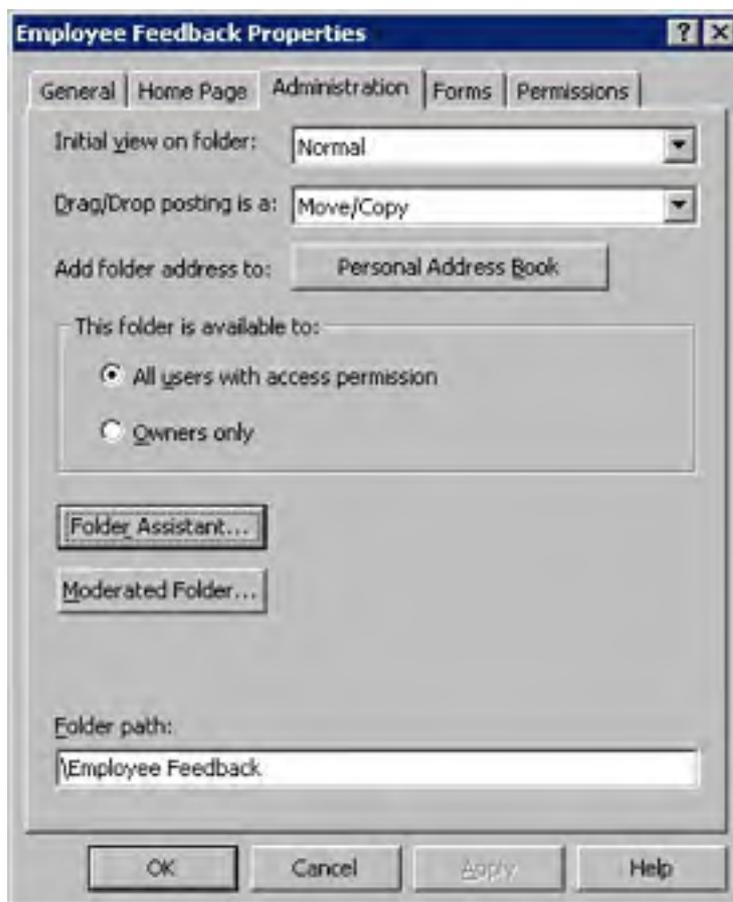 Employee Feedback Properties
General Home Page Administration Forms Permissions
Initial view on folder: Normal
Drag/Drop posting is a: Move/Copy
Add folder address to: Personal Address Book
This folder is available to:
All users with access permission
Owners only
Folder Assistant...
Moderated Folder...
Folder path:
\Employee Feedback
OK Cancel Apply Help